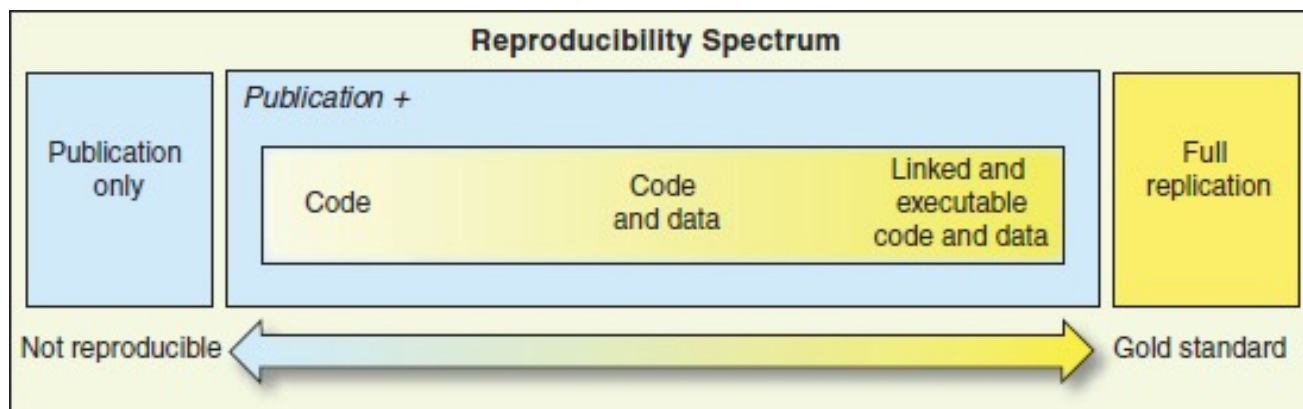 Reproducibility Spectrum
Publication
only
Publication +
Code
Code
and data
Linked and
executable
code and data
Full
replication
Not reproducible
Gold standard